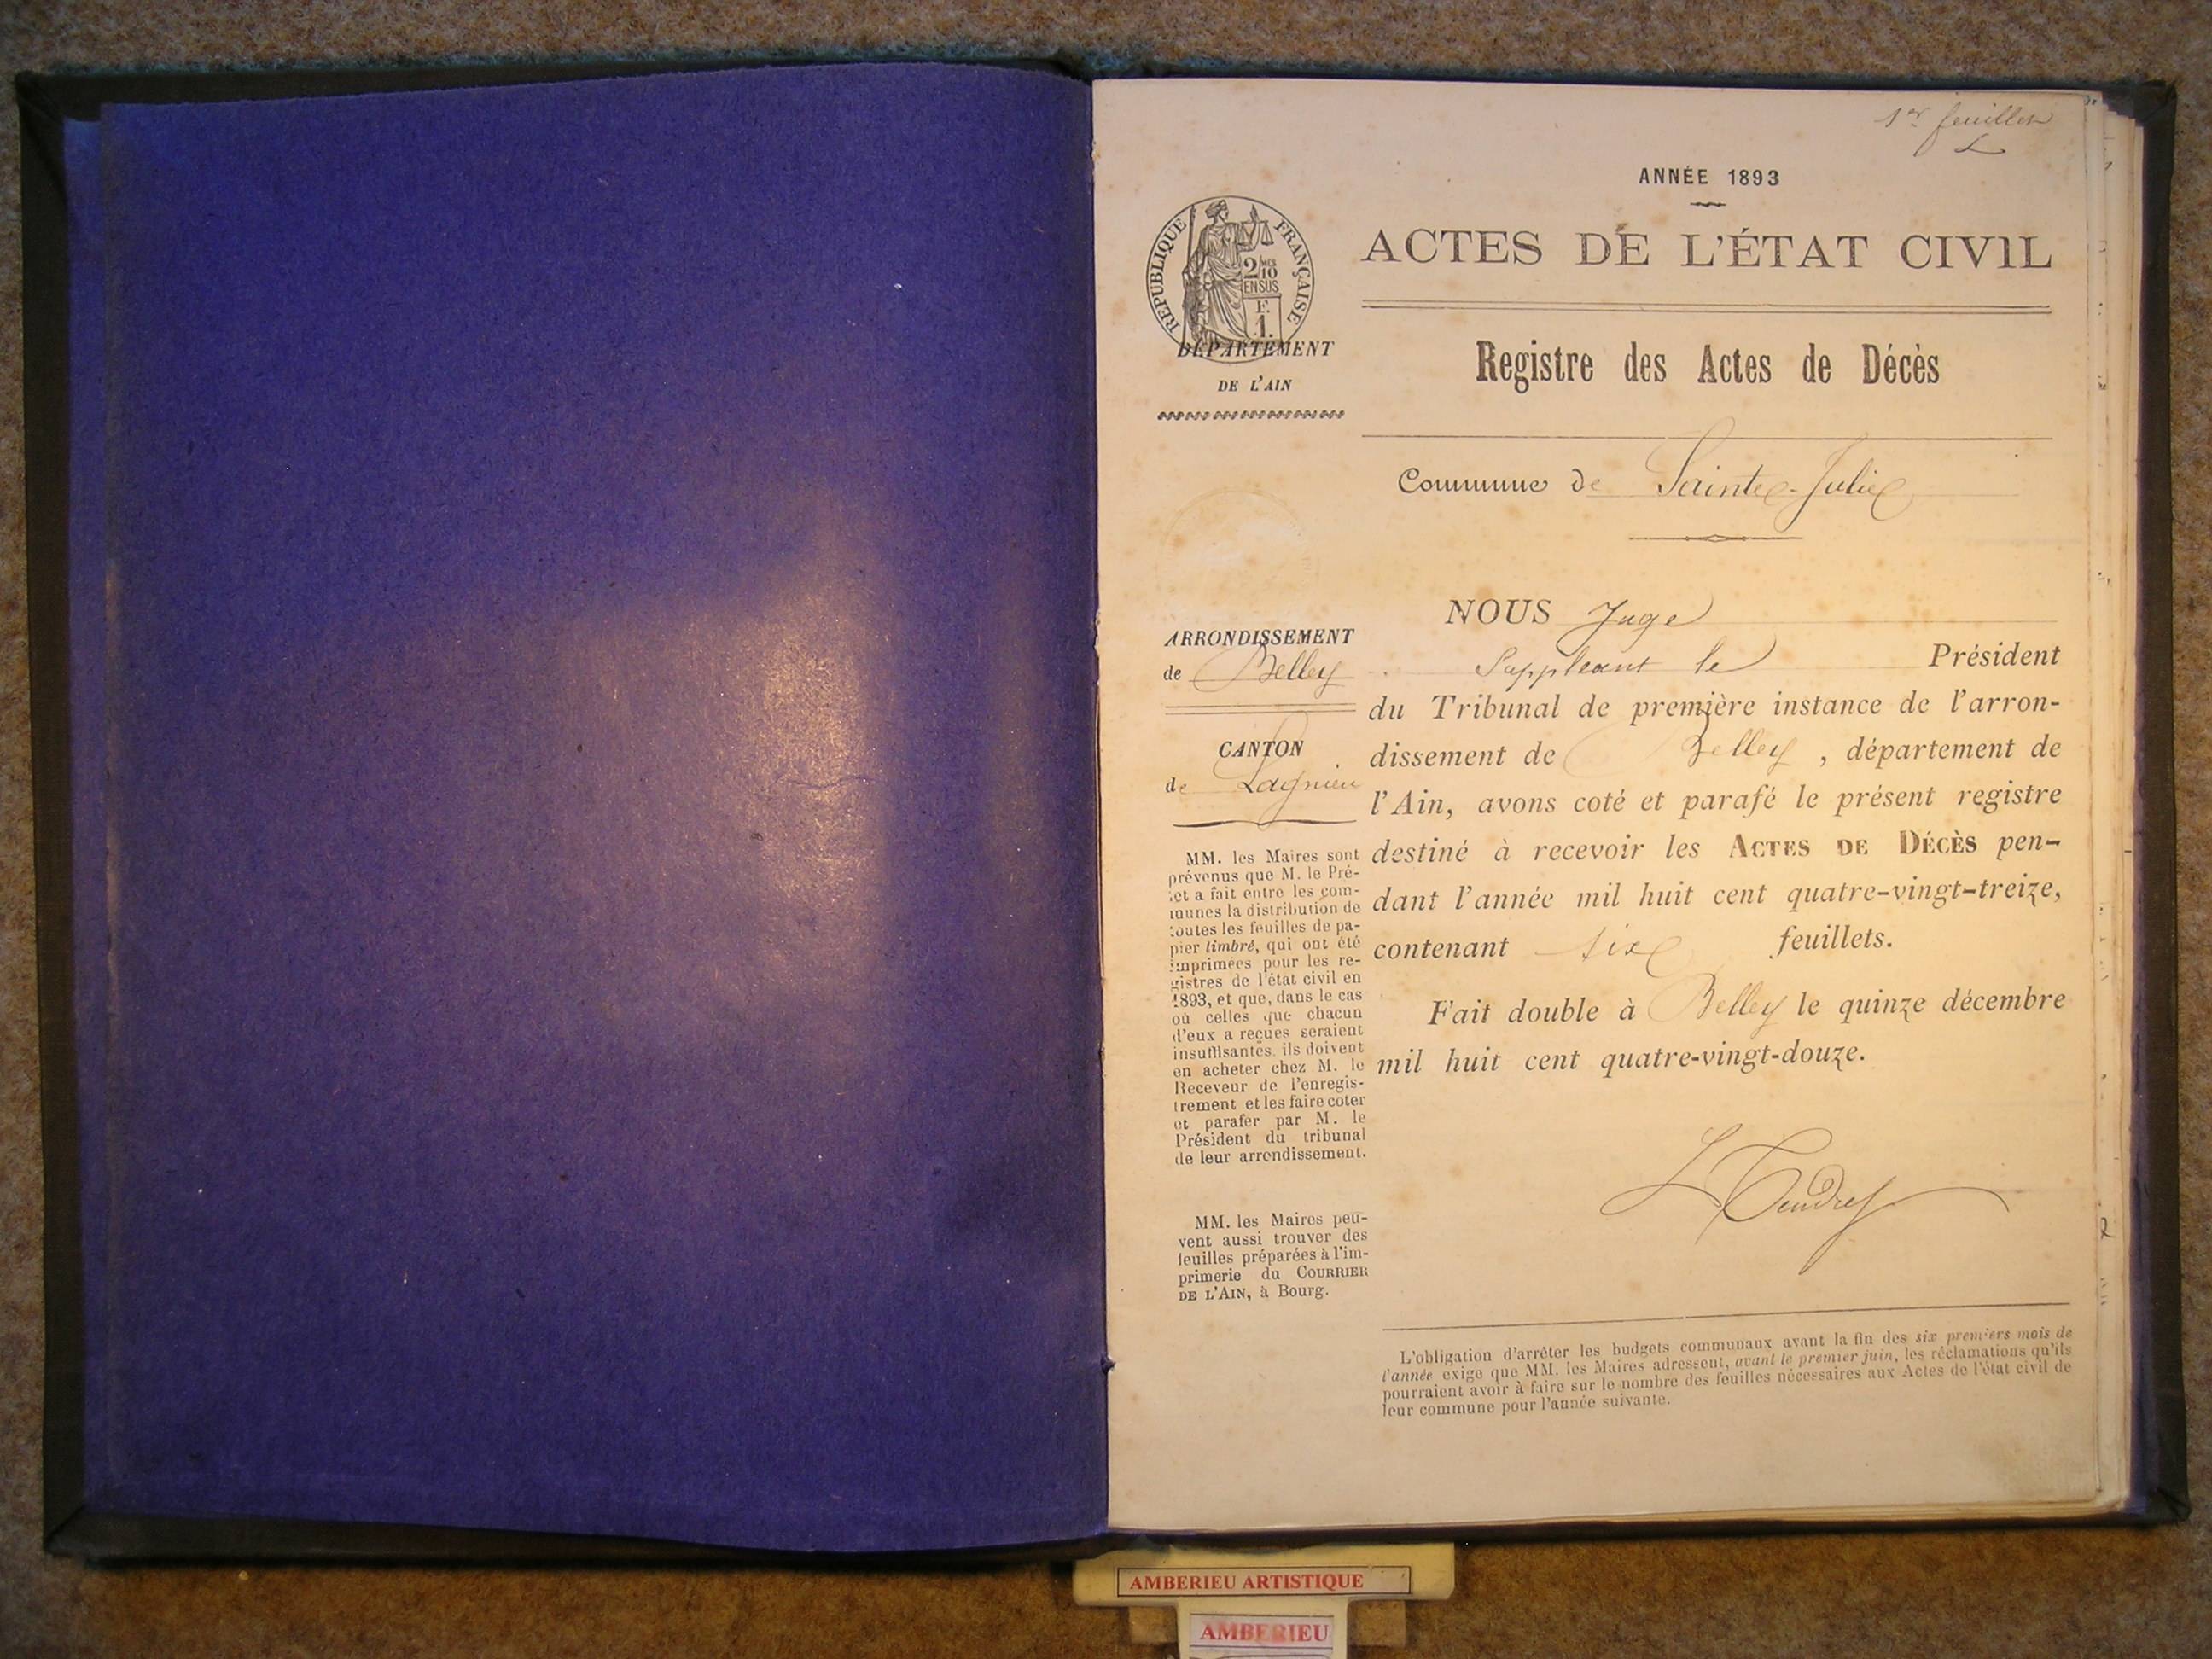 1er feuillet
ANNÉE 1893
ACTES DE L'ÉTAT CIVIL
RÉPUBLIQUE FRANÇAISE
2/10 MES
EN SUS
F.
1.
DÉPARTEMENT
DE L'AIN
Registre des Actes de Décès
Commune de Sainte-Julie
ARRONDISSEMENT
de Belley
CANTON
de Lagnieu
MM. les Maires sont
prévenus que M. le Pré-
fet a fait entre les com-
munes la distribution de
toutes les feuilles de pa-
pier timbré, qui ont été
imprimées pour les re-
gistres de l'état civil en
1893, et que, dans le cas
où celles que chacun
d'eux a reçues seraient
insuffisantes, ils doivent
en acheter chez M. le
Receveur de l'enregis-
trement et les faire coter
et parafer par M. le
Président du tribunal
de leur arrondissement.
MM. les Maires peu-
vent aussi trouver des
feuilles préparées à l'im-
primerie du COURRIER
DE L'AIN, à Bourg.
NOUS Juge
Suppléant le Président
du Tribunal de première instance de l'arron-
dissement de Belley, département de
l'Ain, avons coté et parafé le présent registre
destiné à recevoir les ACTES DE DÉCÈS pen-
dant l'année mil huit cent quatre-vingt-treize,
contenant six feuillets.
Fait double à Belley le quinze décembre
mil huit cent quatre-vingt-douze.
L'obligation d'arrêter les budgets communaux avant la fin des six premiers mois de
l'année exige que MM. les Maires adressent, avant le premier juin, les réclamations qu'ils
pourraient avoir à faire sur le nombre des feuilles nécessaires aux Actes de l'état civil de
leur commune pour l'année suivante.
AMBERIEU ARTISTIQUE
AMBERIEU